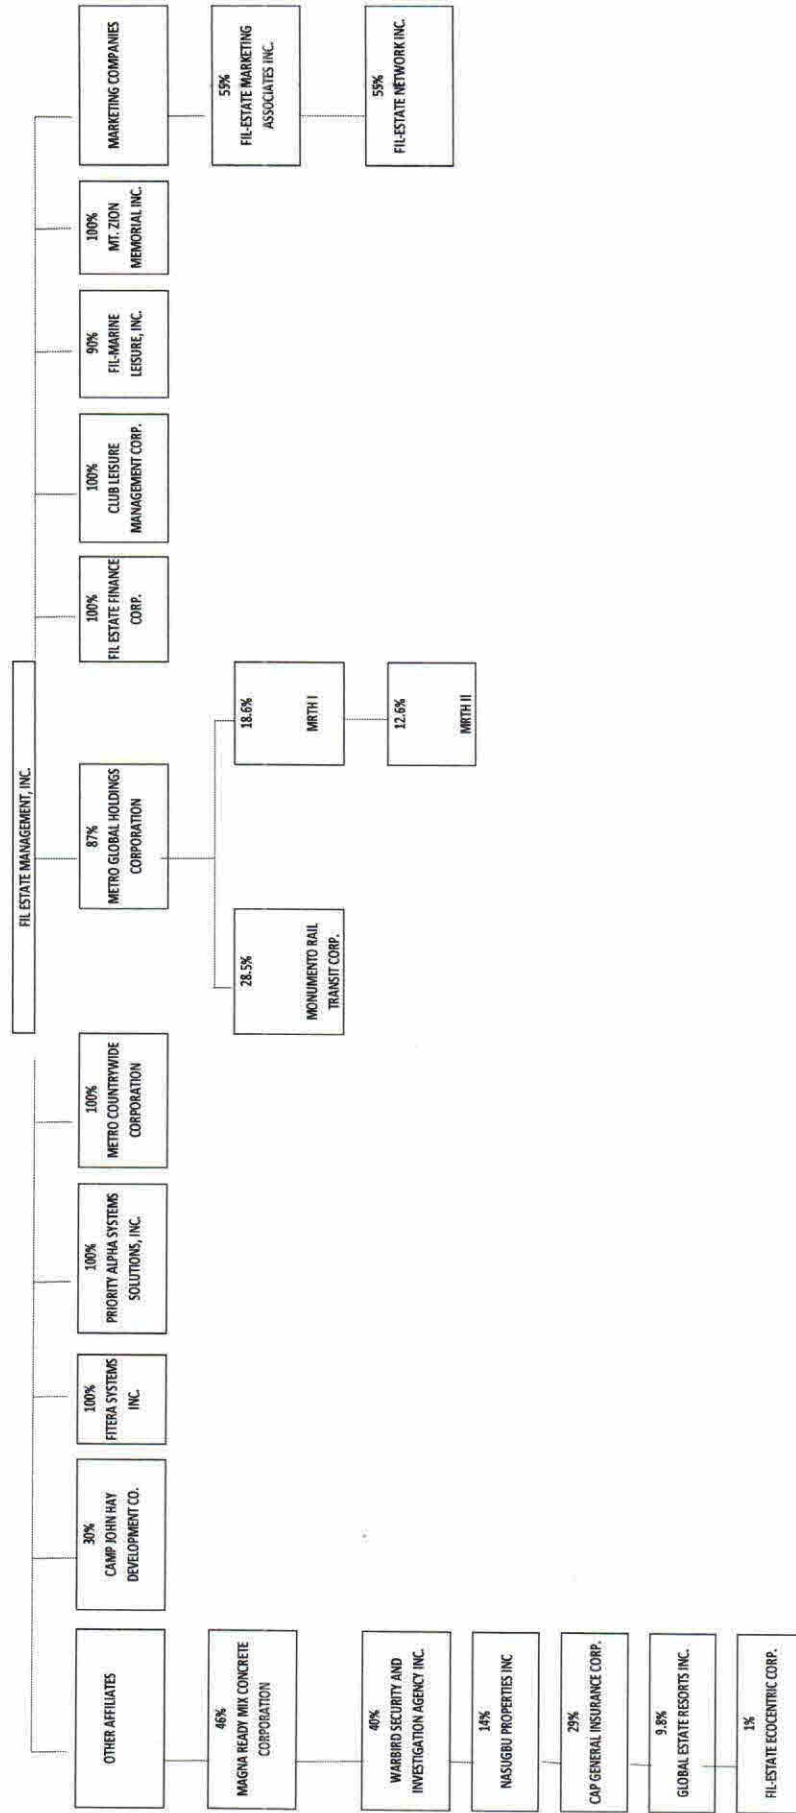 FIL ESTATE MANAGEMENT, INC.
OTHER AFFILIATES
30%
CAMP JOHN HAY
DEVELOPMENT CO.
100%
FITERA SYSTEMS
INC.
100%
PRIORITY ALPHA SYSTEMS
SOLUTIONS, INC.
100%
METRO COUNTRYWIDE
CORPORATION
87%
METRO GLOBAL HOLDINGS
CORPORATION
100%
FIL ESTATE FINANCE
CORP.
100%
CLUB LEISURE
MANAGEMENT CORP.
90%
FIL-MARINE
LEISURE, INC.
100%
MT. ZION
MEMORIAL INC.
MARKETING COMPANIES
46%
MAGNA READY MIX CONCRETE
CORPORATION
40%
WARBIRD SECURITY AND
INVESTIGATION AGENCY INC.
14%
NASUGBU PROPERTIES INC
29%
CAP GENERAL INSURANCE CORP.
9.8%
GLOBAL ESTATE RESORTS INC.
1%
FIL-ESTATE ECOCENTRIC CORP.
28.5%
MONUMENTO RAIL
TRANSIT CORP.
18.6%
MRTH I
12.6%
MRTH II
55%
FIL-ESTATE MARKETING
ASSOCIATES INC.
55%
FIL-ESTATE NETWORK INC.